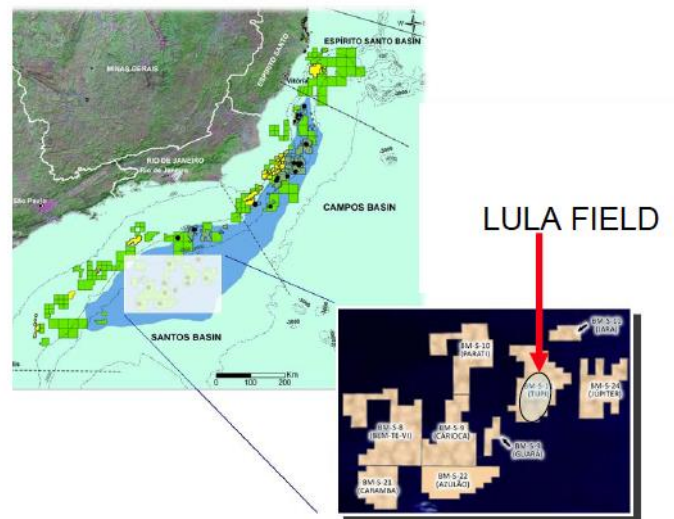 ESPÍRITO SANTO BASIN
ESPÍRITO SANTO
MINAS GERAIS
Vitória
RIO DE JANEIRO
Rio de Janeiro
São Paulo
CAMPOS BASIN
SANTOS BASIN
0 100 200
Km
LULA FIELD
BM-S-11
(IARA)
BM-S-10
(PARATI)
(TUPI)
BM-S-24
(JÚPITER)
BM-S-8
(BEM-TE-VI)
BM-S-9
(CARIOCA)
BM-S-9
(GUARÁ)
BM-S-21
(CARAMBA)
BM-S-22
(AZULÃO)